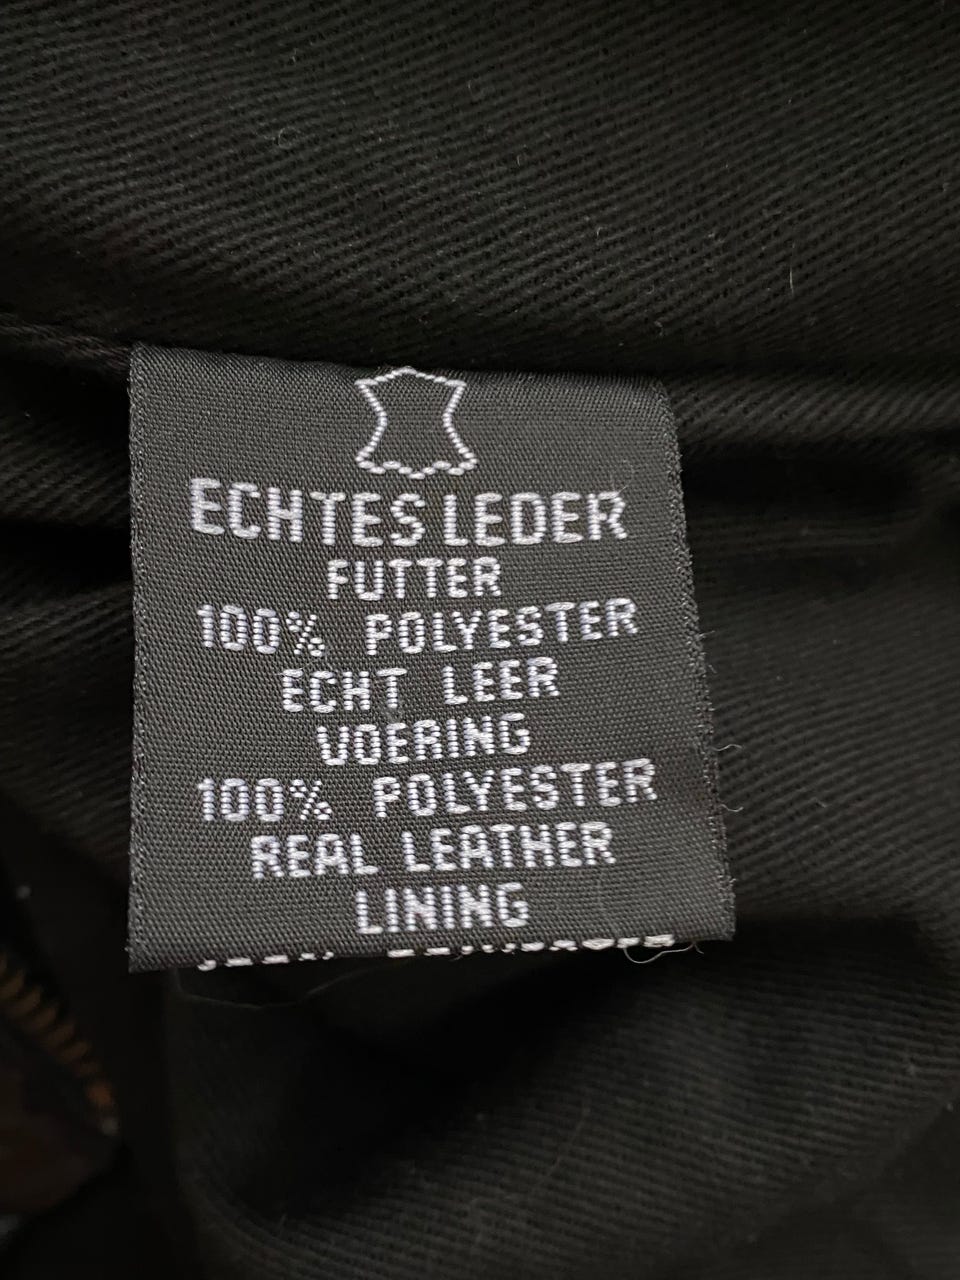 ECHTES LEDER
FUTTER
100% POLYESTER
ECHT LEER
VOERING
100% POLYESTER
REAL LEATHER
LINING